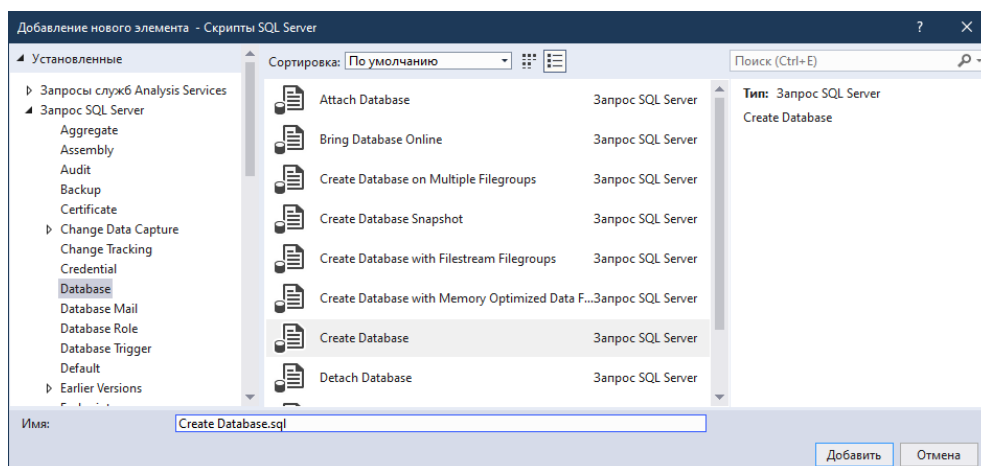 Добавление нового элемента - Скрипты SQL Server
? ✕
Установленные
Запросы служб Analysis Services
Запрос SQL Server
Aggregate
Assembly
Audit
Backup
Certificate
Change Data Capture
Change Tracking
Credential
Database
Database Mail
Database Role
Database Trigger
Default
Earlier Versions
Сортировка: По умолчанию
Attach Database Запрос SQL Server
Bring Database Online Запрос SQL Server
Create Database on Multiple Filegroups Запрос SQL Server
Create Database Snapshot Запрос SQL Server
Create Database with Filestream Filegroups Запрос SQL Server
Create Database with Memory Optimized Data F...Запрос SQL Server
Create Database Запрос SQL Server
Detach Database Запрос SQL Server
Поиск (Ctrl+E)
Тип: Запрос SQL Server
Create Database
Имя: Create Database.sql
Добавить Отмена